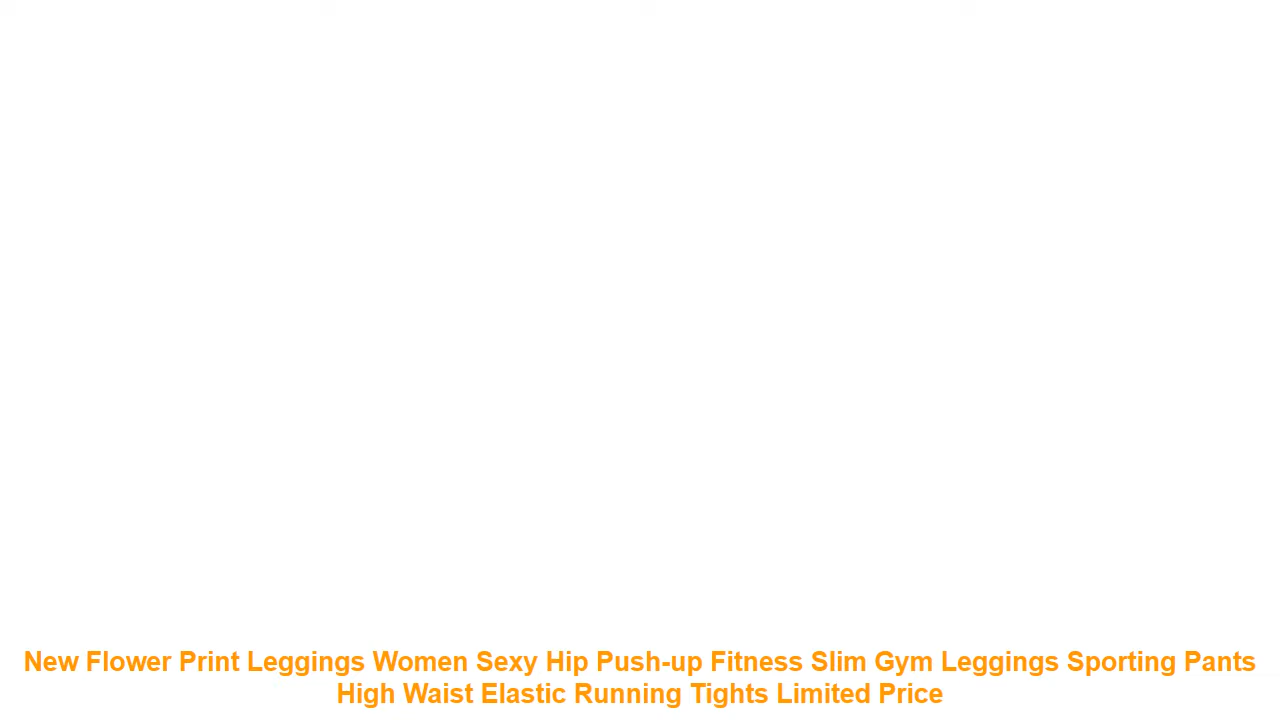 New Flower Print Leggings Women Sexy Hip Push-up Fitness Slim Gym Leggings Sporting Pants
High Waist Elastic Running Tights Limited Price